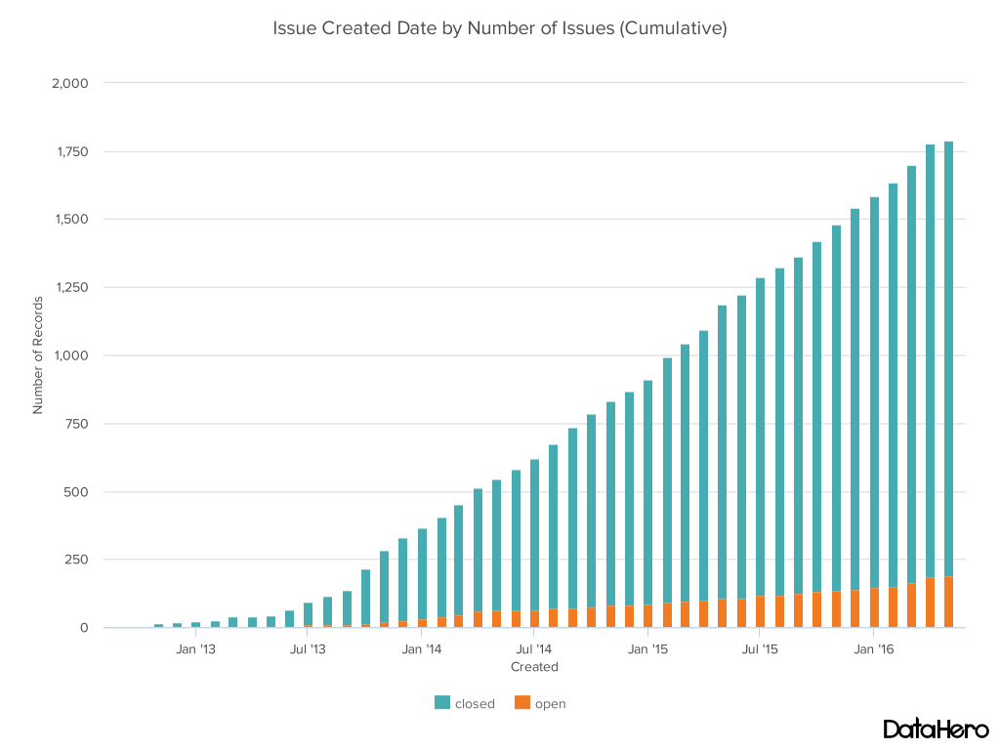 Issue Created Date by Number of Issues (Cumulative)
2,000
1,750
1,500
1,250
1,000
750
500
250
0
Number of Records
Jan '13
Jul '13
Jan '14
Jul '14
Jan '15
Jul '15
Jan '16
Created
closed
open
DataHero